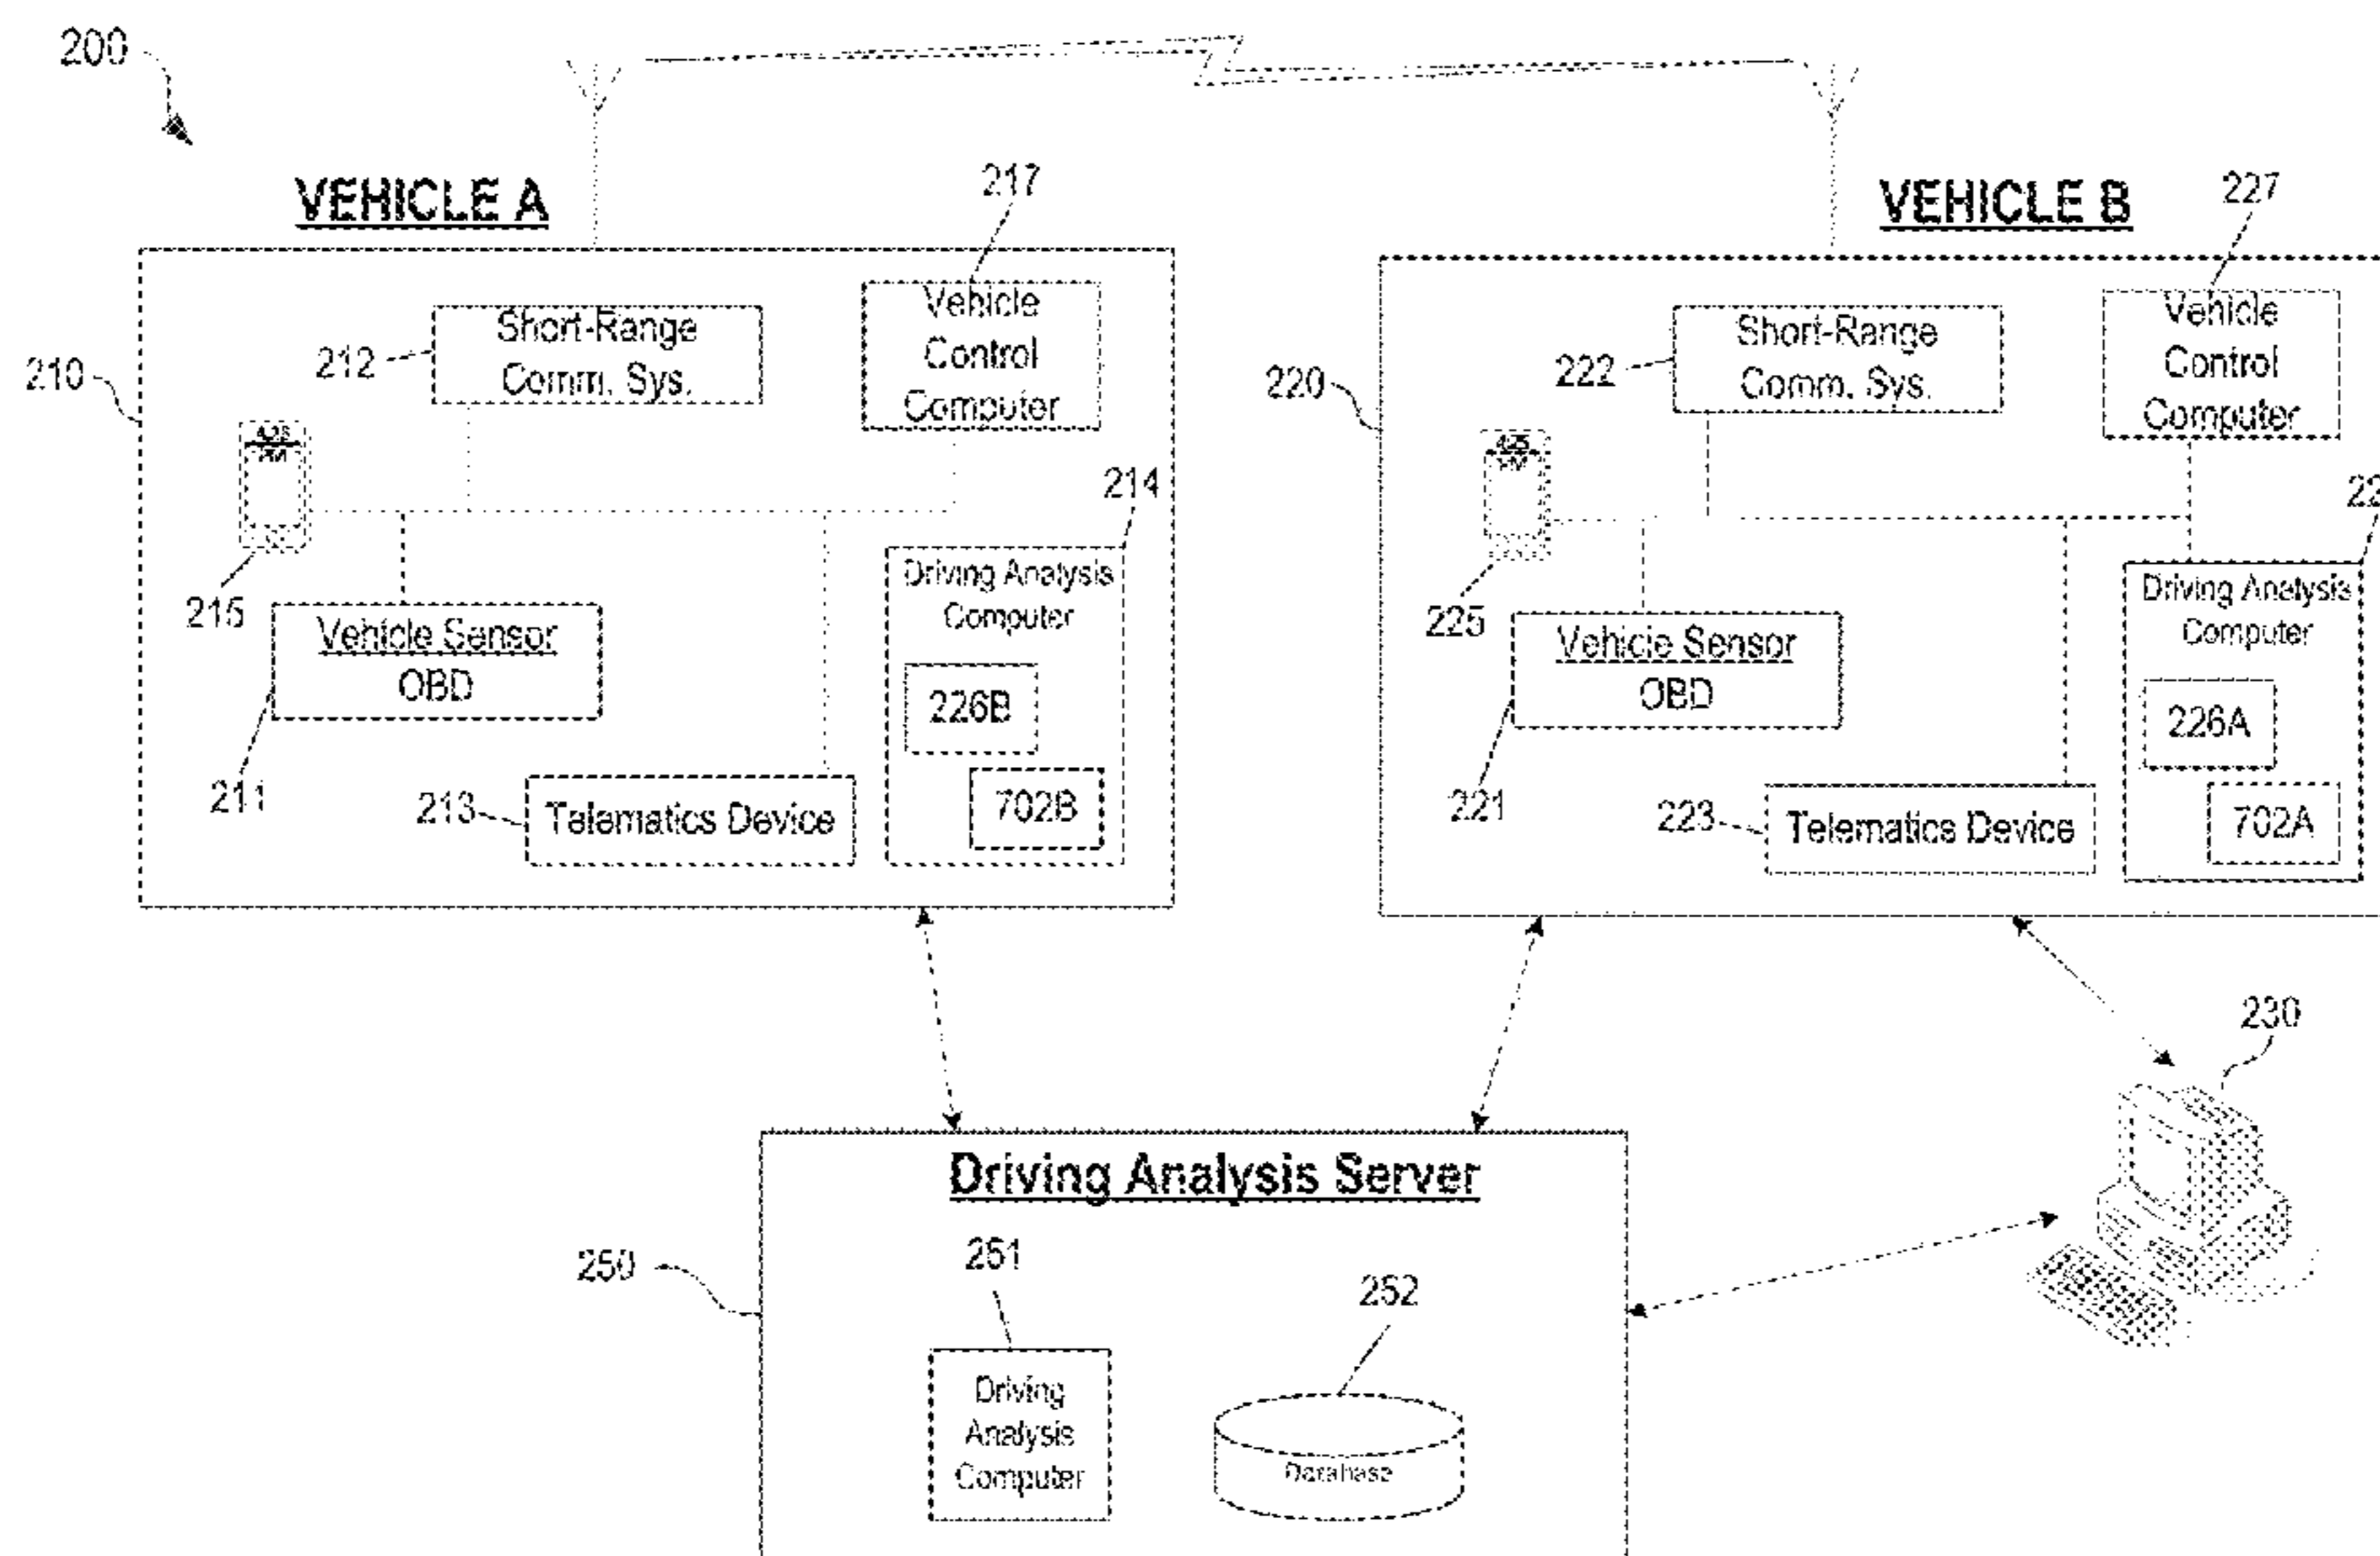 200
VEHICLE A
217
VEHICLE B
227
210
212
Short-Range
Comm. Sys.
Vehicle
Control
Computer
220
222
Short-Range
Comm. Sys.
Vehicle
Control
Computer
215
214
Driving Analysis
Computer
226B
702B
Vehicle Sensor
OBD
211
213
Telematics Device
225
22
Driving Analysis
Computer
226A
702A
Vehicle Sensor
OBD
221
223
Telematics Device
230
Driving Analysis Server
250
251
252
Driving
Analysis
Computer
Database